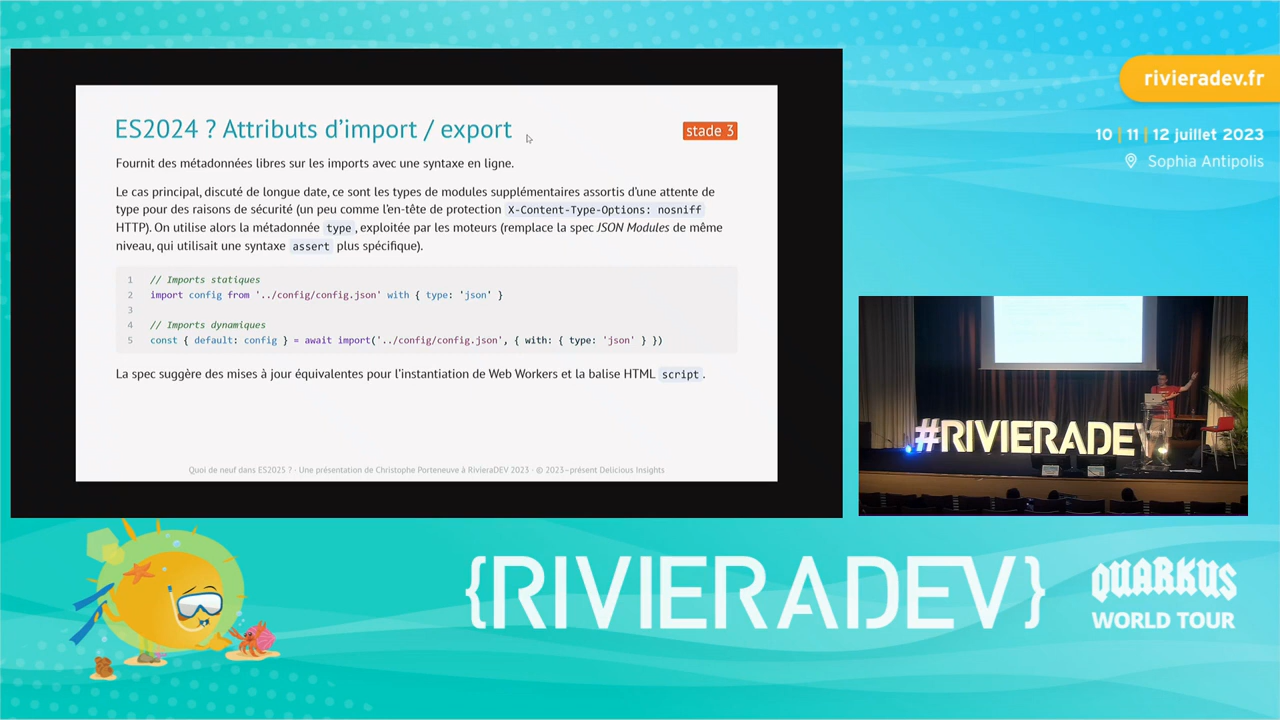 ES2024 ? Attributs d'import / export
stade 3
Fournit des métadonnées libres sur les imports avec une syntaxe en ligne.
Le cas principal, discuté de longue date, ce sont les types de modules supplémentaires assortis d'une attente de
type pour des raisons de sécurité (un peu comme l'en-tête de protection X-Content-Type-Options: nosniff
HTTP). On utilise alors la métadonnée type, exploitée par les moteurs (remplace la spec JSON Modules de même
niveau, qui utilisait une syntaxe assert plus spécifique).
1 // Imports statiques
2 import config from '../config/config.json' with { type: 'json' }
3
4 // Imports dynamiques
5 const { default: config } = await import('../config/config.json', { with: { type: 'json' } })
La spec suggère des mises à jour équivalentes pour l'instantiation de Web Workers et la balise HTML script.
Quoi de neuf dans ES2025 ? · Une présentation de Christophe Porteneuve à RivieraDEV 2023 · © 2023–présent Delicious Insights
rivieradev.fr
10 | 11 | 12 juillet 2023
Sophia Antipolis
#RIVIERADEV
{RIVIERADEV}
QUARKUS
WORLD TOUR